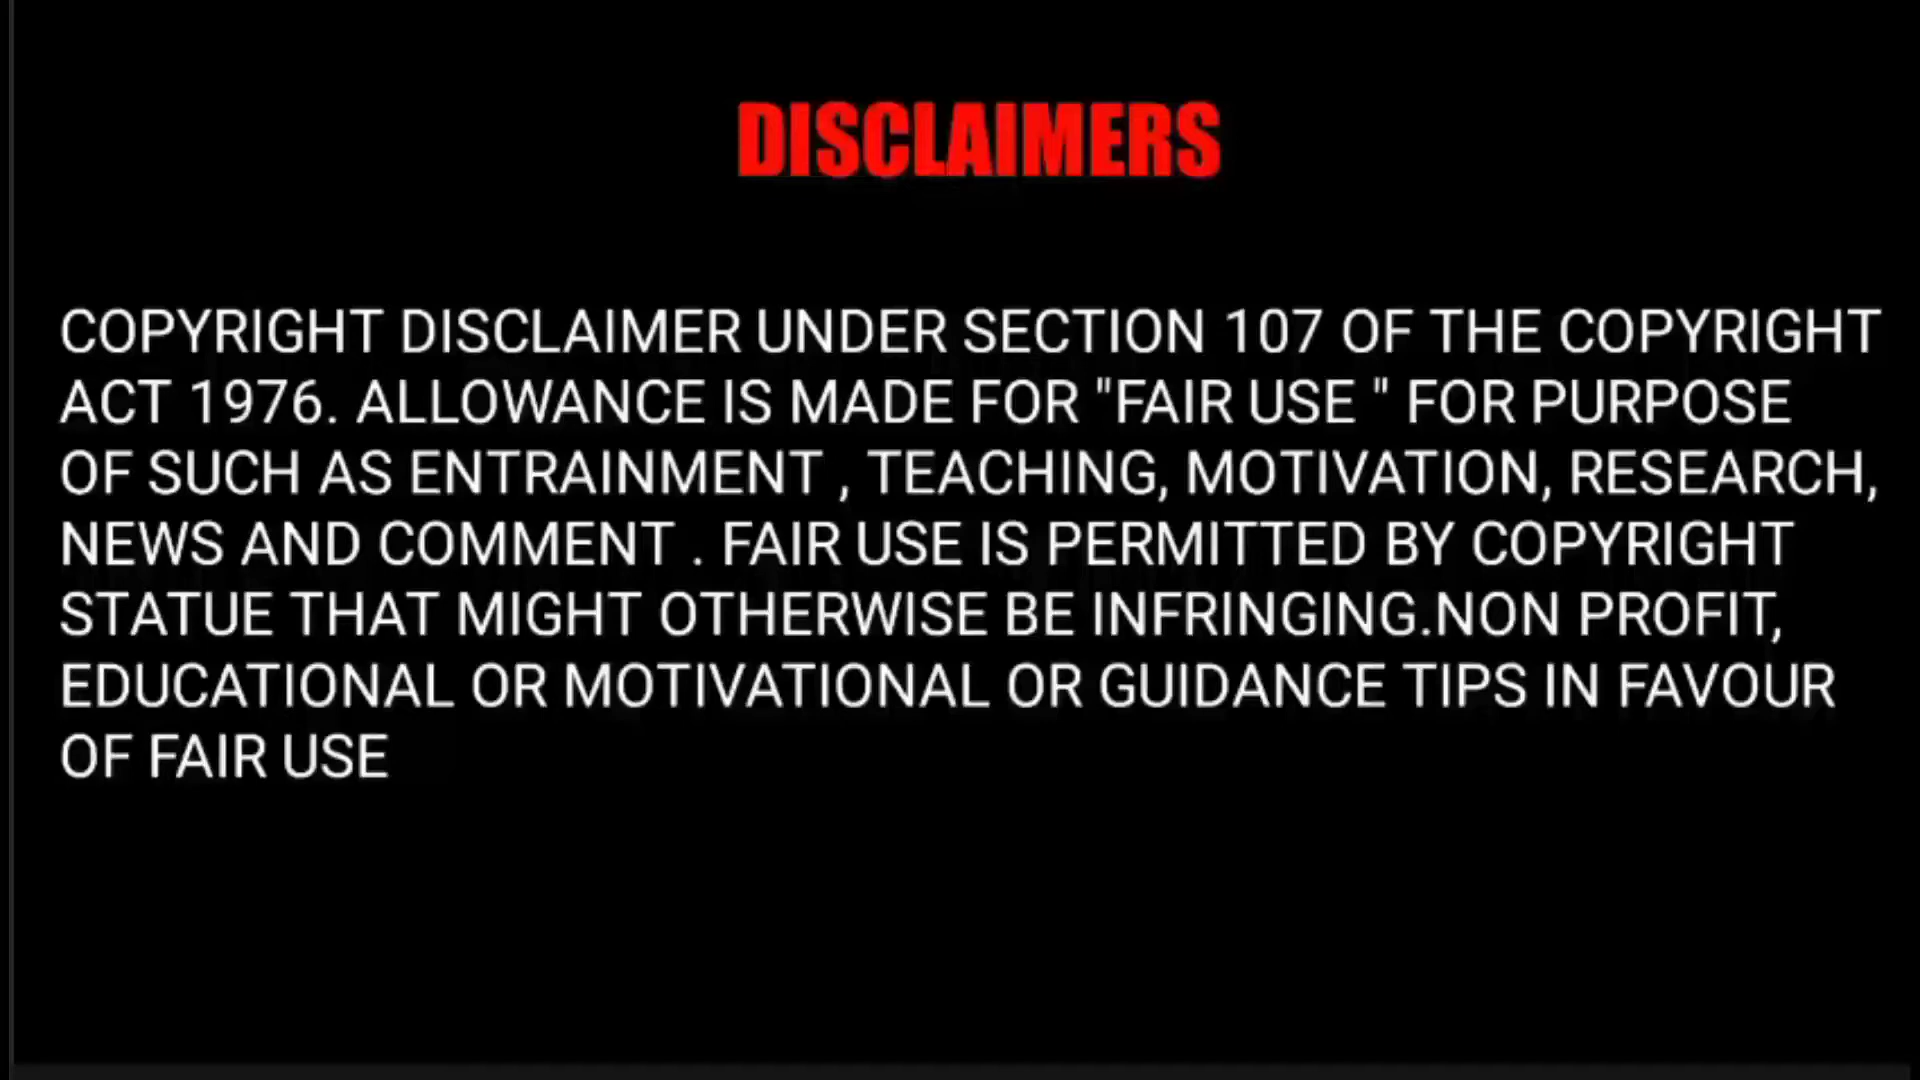 DISCLAIMERS
COPYRIGHT DISCLAIMER UNDER SECTION 107 OF THE COPYRIGHT
ACT 1976. ALLOWANCE IS MADE FOR "FAIR USE " FOR PURPOSE
OF SUCH AS ENTRAINMENT , TEACHING, MOTIVATION, RESEARCH,
NEWS AND COMMENT . FAIR USE IS PERMITTED BY COPYRIGHT
STATUE THAT MIGHT OTHERWISE BE INFRINGING.NON PROFIT,
EDUCATIONAL OR MOTIVATIONAL OR GUIDANCE TIPS IN FAVOUR
OF FAIR USE